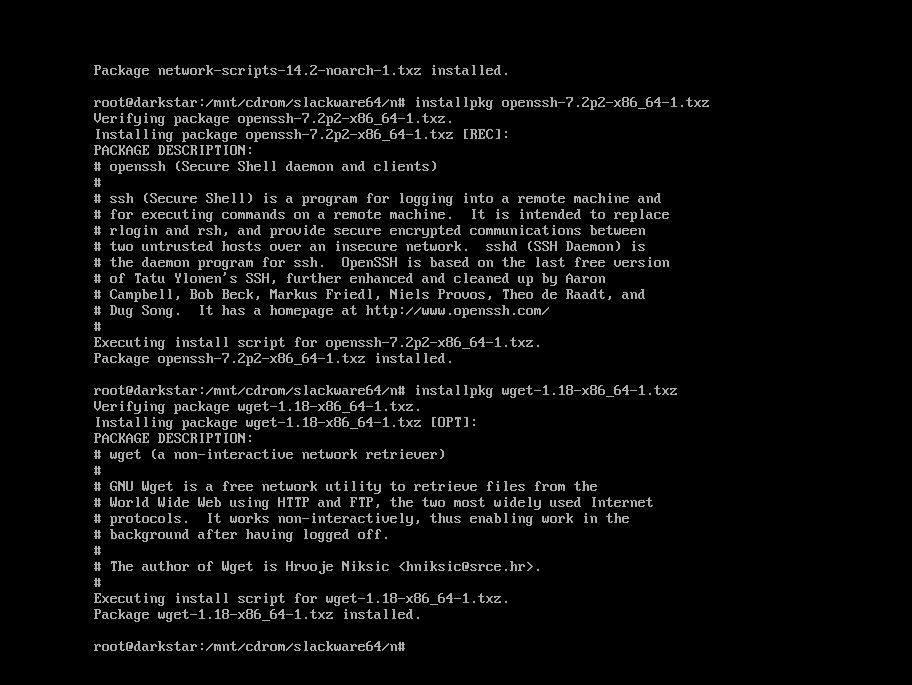 Package network-scripts-14.2-noarch-1.txz installed.
root@darkstar:/mnt/cdrom/slackware64/n# installpkg openssh-7.2p2-x86_64-1.txz
Verifying package openssh-7.2p2-x86_64-1.txz.
Installing package openssh-7.2p2-x86_64-1.txz [REC]:
PACKAGE DESCRIPTION:
# openssh (Secure Shell daemon and clients)
#
# ssh (Secure Shell) is a program for logging into a remote machine and
# for executing commands on a remote machine.  It is intended to replace
# rlogin and rsh, and provide secure encrypted communications between
# two untrusted hosts over an insecure network.  sshd (SSH Daemon) is
# the daemon program for ssh.  OpenSSH is based on the last free version
# of Tatu Ylonen's SSH, further enhanced and cleaned up by Aaron
# Campbell, Bob Beck, Markus Friedl, Niels Provos, Theo de Raadt, and
# Dug Song.  It has a homepage at http://www.openssh.com/
#
Executing install script for openssh-7.2p2-x86_64-1.txz.
Package openssh-7.2p2-x86_64-1.txz installed.
root@darkstar:/mnt/cdrom/slackware64/n# installpkg wget-1.18-x86_64-1.txz
Verifying package wget-1.18-x86_64-1.txz.
Installing package wget-1.18-x86_64-1.txz [OPT]:
PACKAGE DESCRIPTION:
# wget (a non-interactive network retriever)
#
# GNU Wget is a free network utility to retrieve files from the
# World Wide Web using HTTP and FTP, the two most widely used Internet
# protocols.  It works non-interactively, thus enabling work in the
# background after having logged off.
#
# The author of Wget is Hrvoje Niksic <hniksic@srce.hr>.
#
Executing install script for wget-1.18-x86_64-1.txz.
Package wget-1.18-x86_64-1.txz installed.
root@darkstar:/mnt/cdrom/slackware64/n#